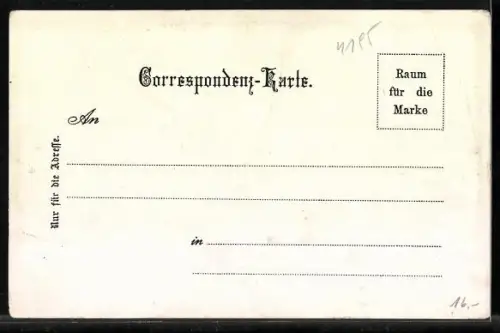 4195
Correspondenz-Karte.
Raum
für die
Marke
An
Nur für die Adresse.
in
16.-